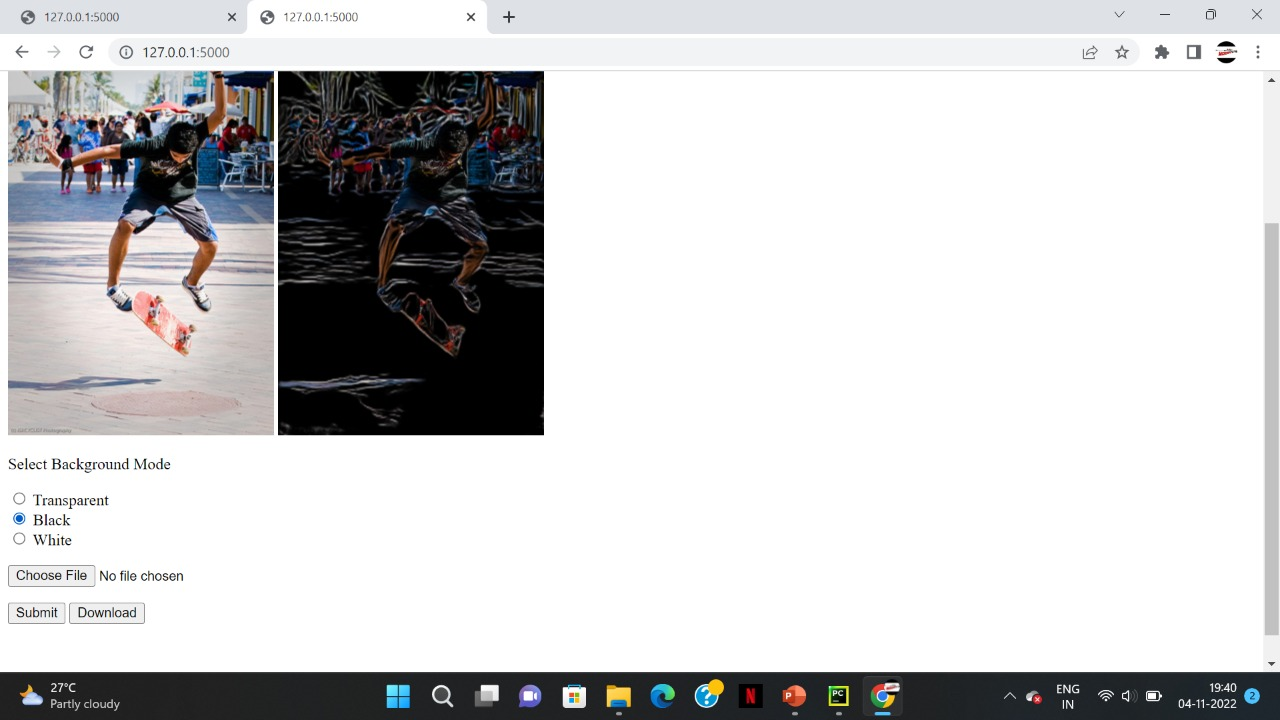 127.0.0.1:5000
127.0.0.1:5000
127.0.0.1:5000
Select Background Mode
Transparent
Black
White
Choose File No file chosen
Submit Download
27°C
Partly cloudy
PC
ENG
IN
19:40
04-11-2022
2
N
P